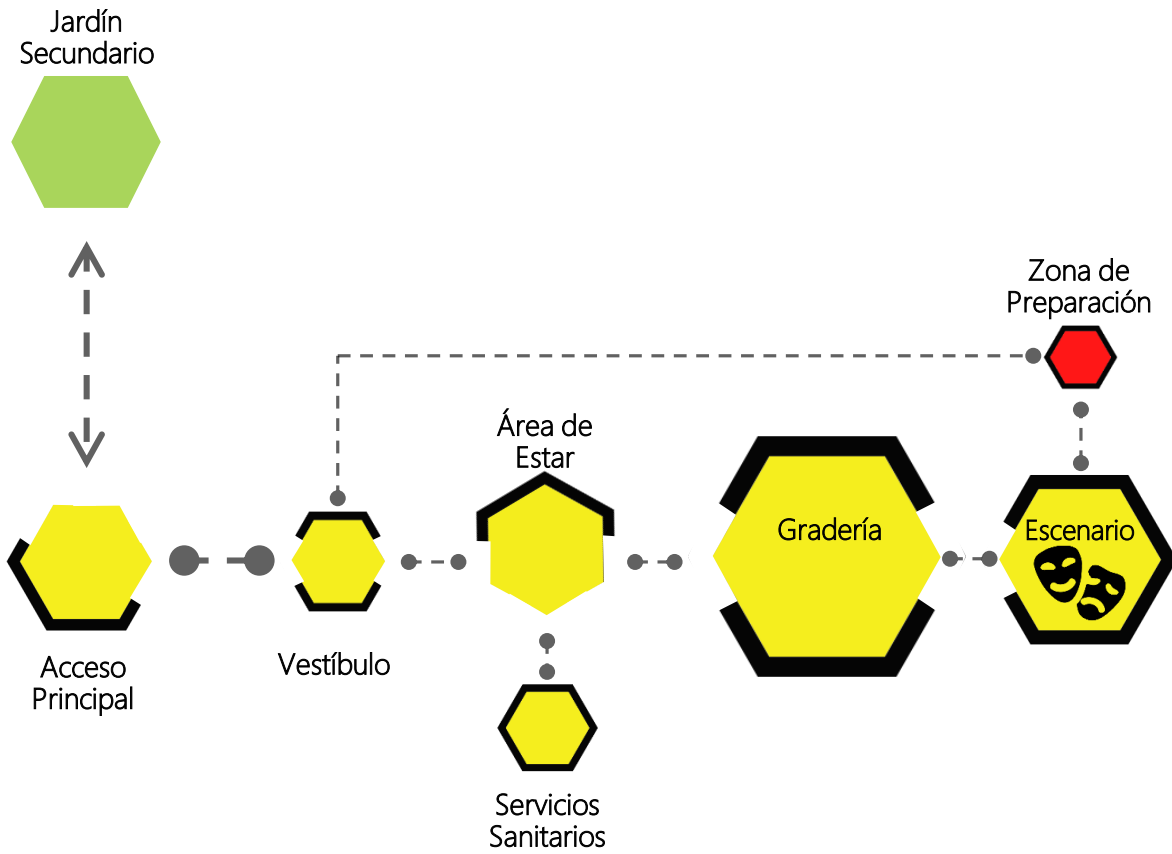 Jardín
Secundario
Zona de
Preparación
Área de
Estar
Gradería
Escenario
Acceso
Principal
Vestíbulo
Servicios
Sanitarios